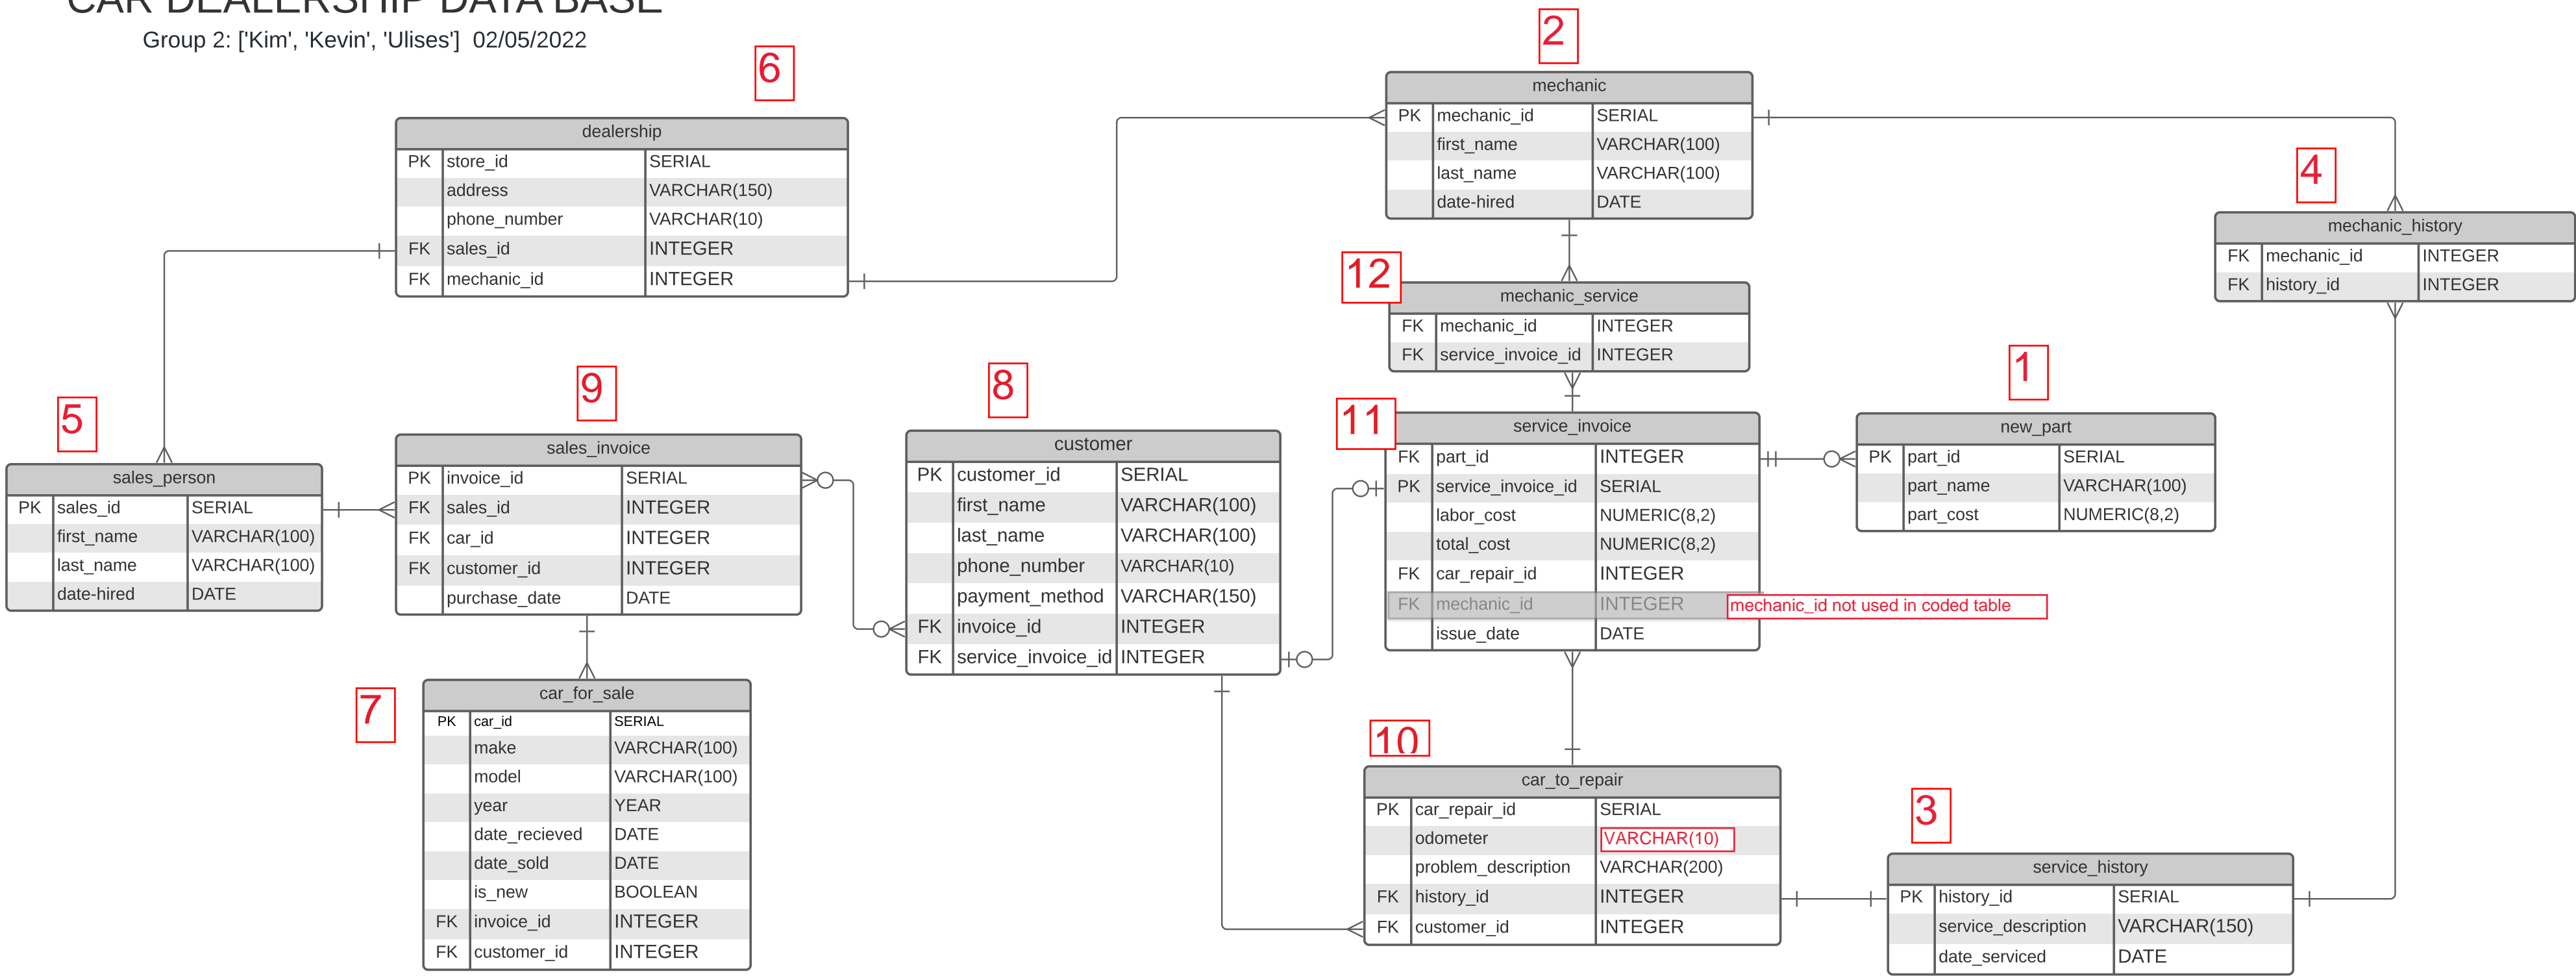 CAR DEALERSHIP DATA BASE
Group 2: ['Kim', 'Kevin', 'Ulises'] 02/05/2022
6
dealership
PK store_id SERIAL
address VARCHAR(150)
phone_number VARCHAR(10)
FK sales_id INTEGER
FK mechanic_id INTEGER
2
mechanic
PK mechanic_id SERIAL
first_name VARCHAR(100)
last_name VARCHAR(100)
date-hired DATE
4
mechanic_history
FK mechanic_id INTEGER
FK history_id INTEGER
12
mechanic_service
FK mechanic_id INTEGER
FK service_invoice_id INTEGER
5
sales_person
PK sales_id SERIAL
first_name VARCHAR(100)
last_name VARCHAR(100)
date-hired DATE
9
sales_invoice
PK invoice_id SERIAL
FK sales_id INTEGER
FK car_id INTEGER
FK customer_id INTEGER
purchase_date DATE
8
customer
PK customer_id SERIAL
first_name VARCHAR(100)
last_name VARCHAR(100)
phone_number VARCHAR(10)
payment_method VARCHAR(150)
FK invoice_id INTEGER
FK service_invoice_id INTEGER
11
service_invoice
FK part_id INTEGER
PK service_invoice_id SERIAL
labor_cost NUMERIC(8,2)
total_cost NUMERIC(8,2)
FK car_repair_id INTEGER
FK mechanic_id INTEGER mechanic_id not used in coded table
issue_date DATE
1
new_part
PK part_id SERIAL
part_name VARCHAR(100)
part_cost NUMERIC(8,2)
7
car_for_sale
PK car_id SERIAL
make VARCHAR(100)
model VARCHAR(100)
year YEAR
date_recieved DATE
date_sold DATE
is_new BOOLEAN
FK invoice_id INTEGER
FK customer_id INTEGER
10
car_to_repair
PK car_repair_id SERIAL
odometer VARCHAR(10)
problem_description VARCHAR(200)
FK history_id INTEGER
FK customer_id INTEGER
3
service_history
PK history_id SERIAL
service_description VARCHAR(150)
date_serviced DATE